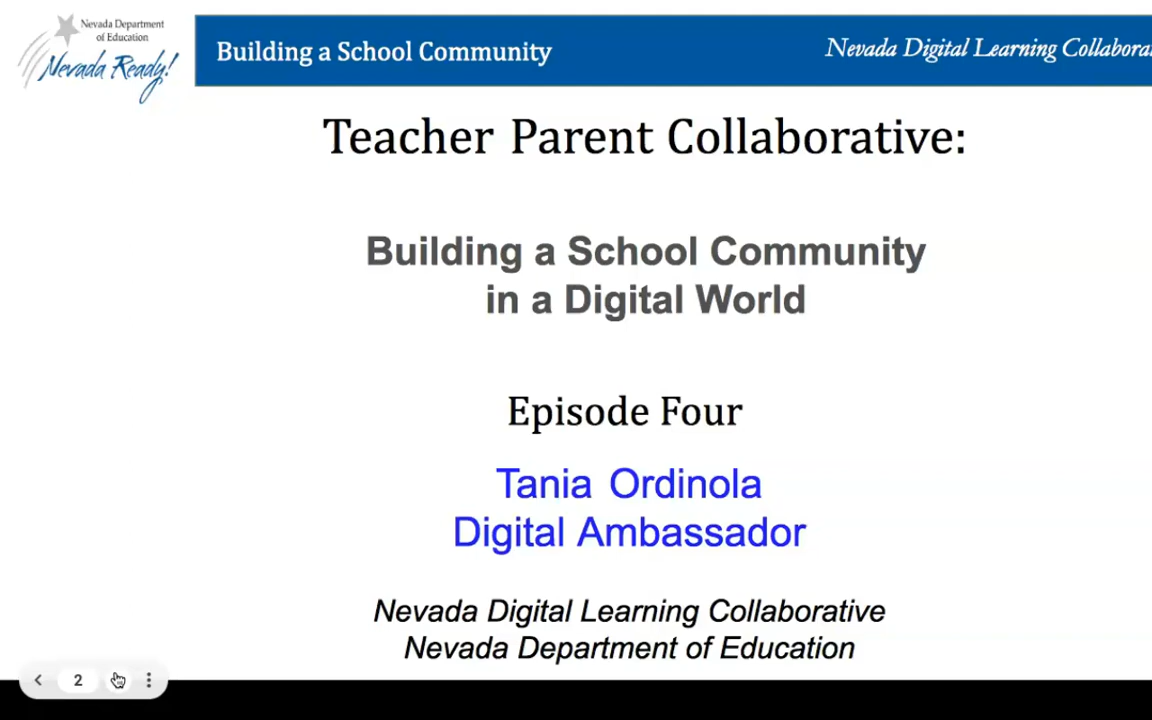 Nevada Department
of Education
Nevada Ready!
Building a School Community
Nevada Digital Learning Collabora
Teacher Parent Collaborative:
Building a School Community
in a Digital World
Episode Four
Tania Ordinola
Digital Ambassador
Nevada Digital Learning Collaborative
Nevada Department of Education
2